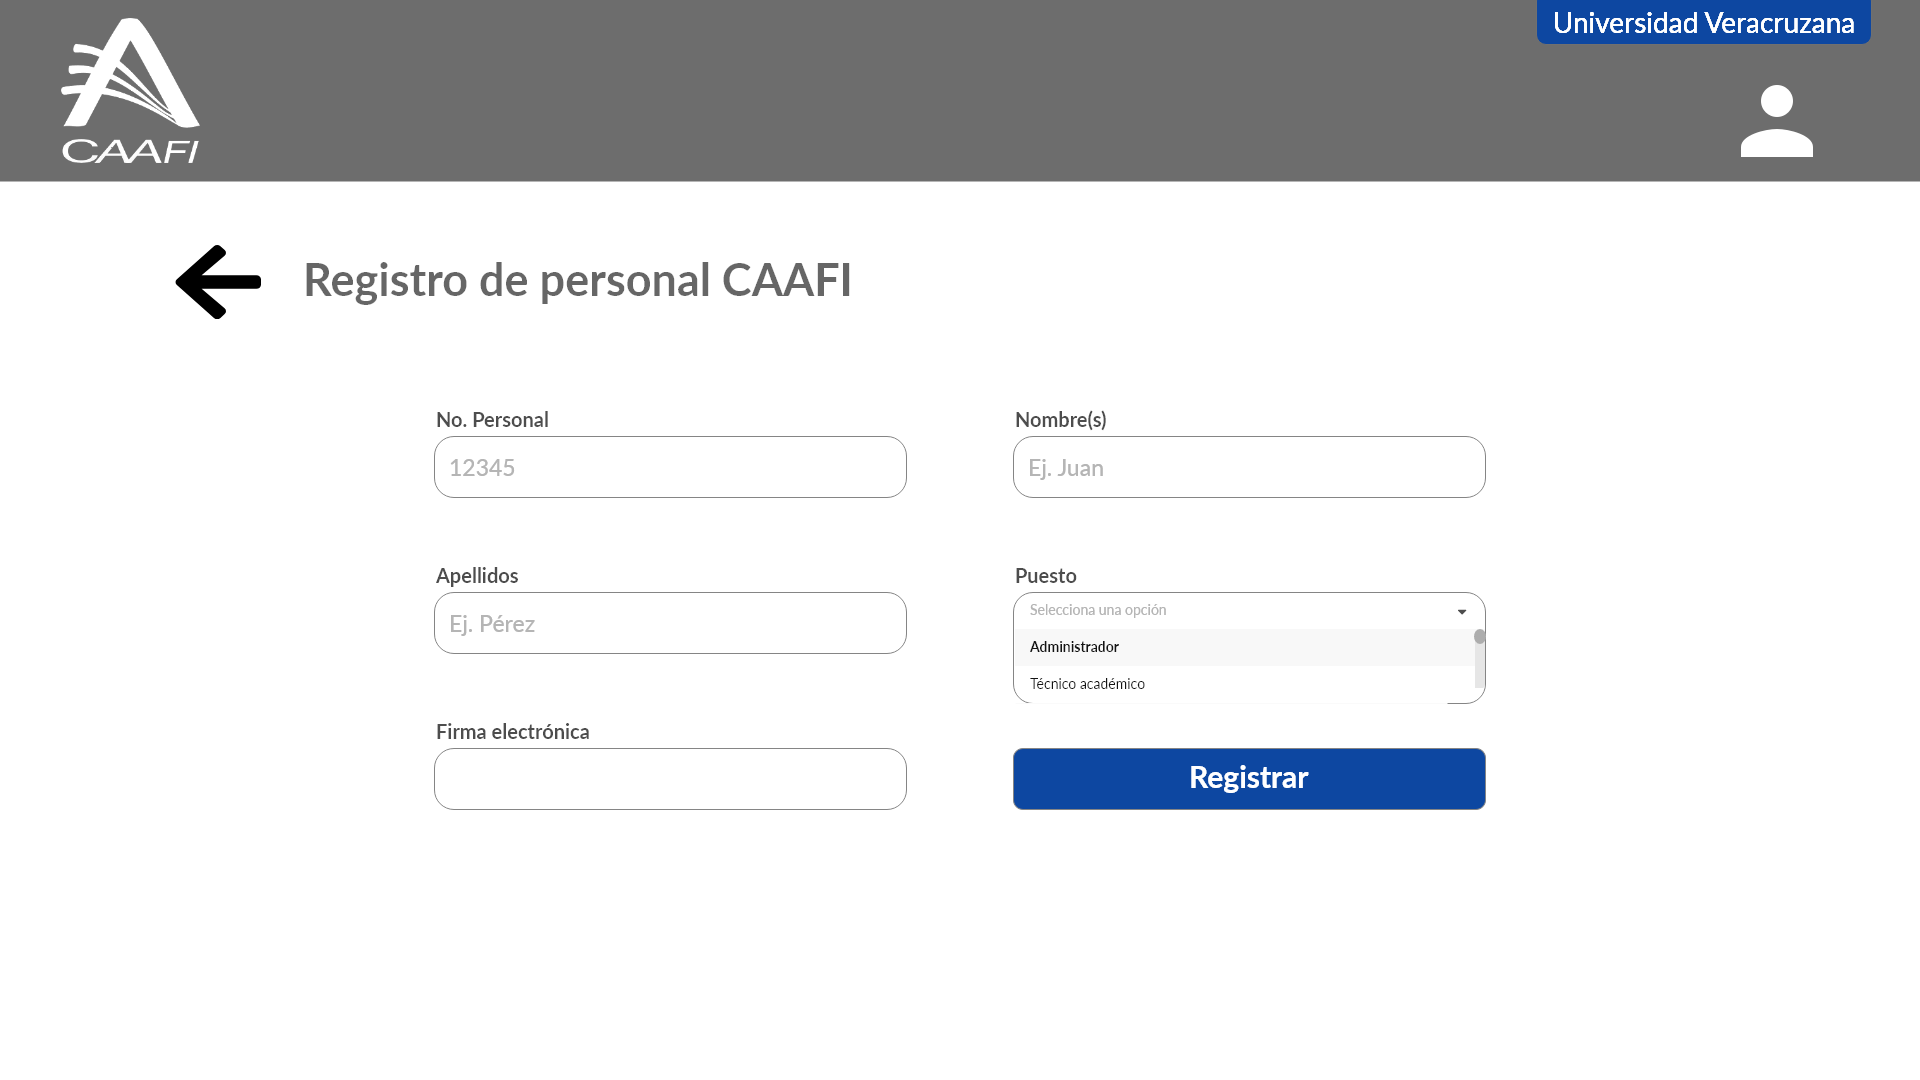 Universidad Veracruzana
CAAFI
Registro de personal CAAFI
No. Personal
12345
Nombre(s)
Ej. Juan
Apellidos
Ej. Pérez
Puesto
Selecciona una opción
Administrador
Técnico académico
Firma electrónica
Registrar